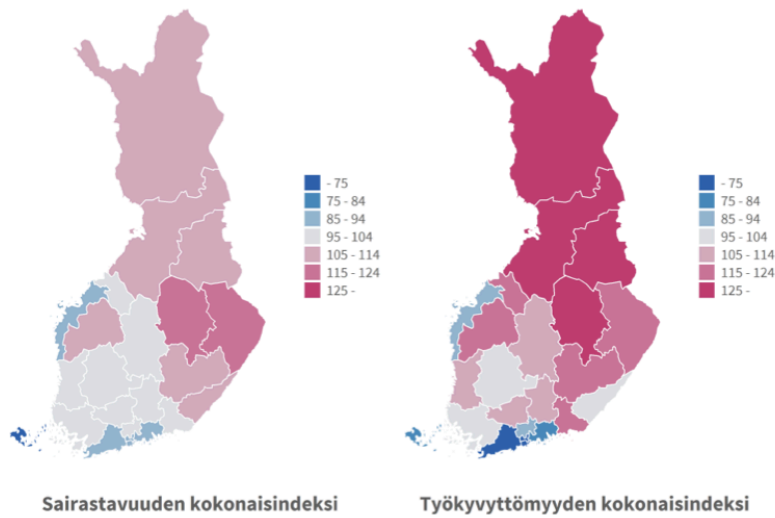 - 75
75 - 84
85 - 94
95 - 104
105 - 114
115 - 124
125 -
- 75
75 - 84
85 - 94
95 - 104
105 - 114
115 - 124
125 -
Sairastavuuden kokonaisindeksi
Työkyvyttömyyden kokonaisindeksi